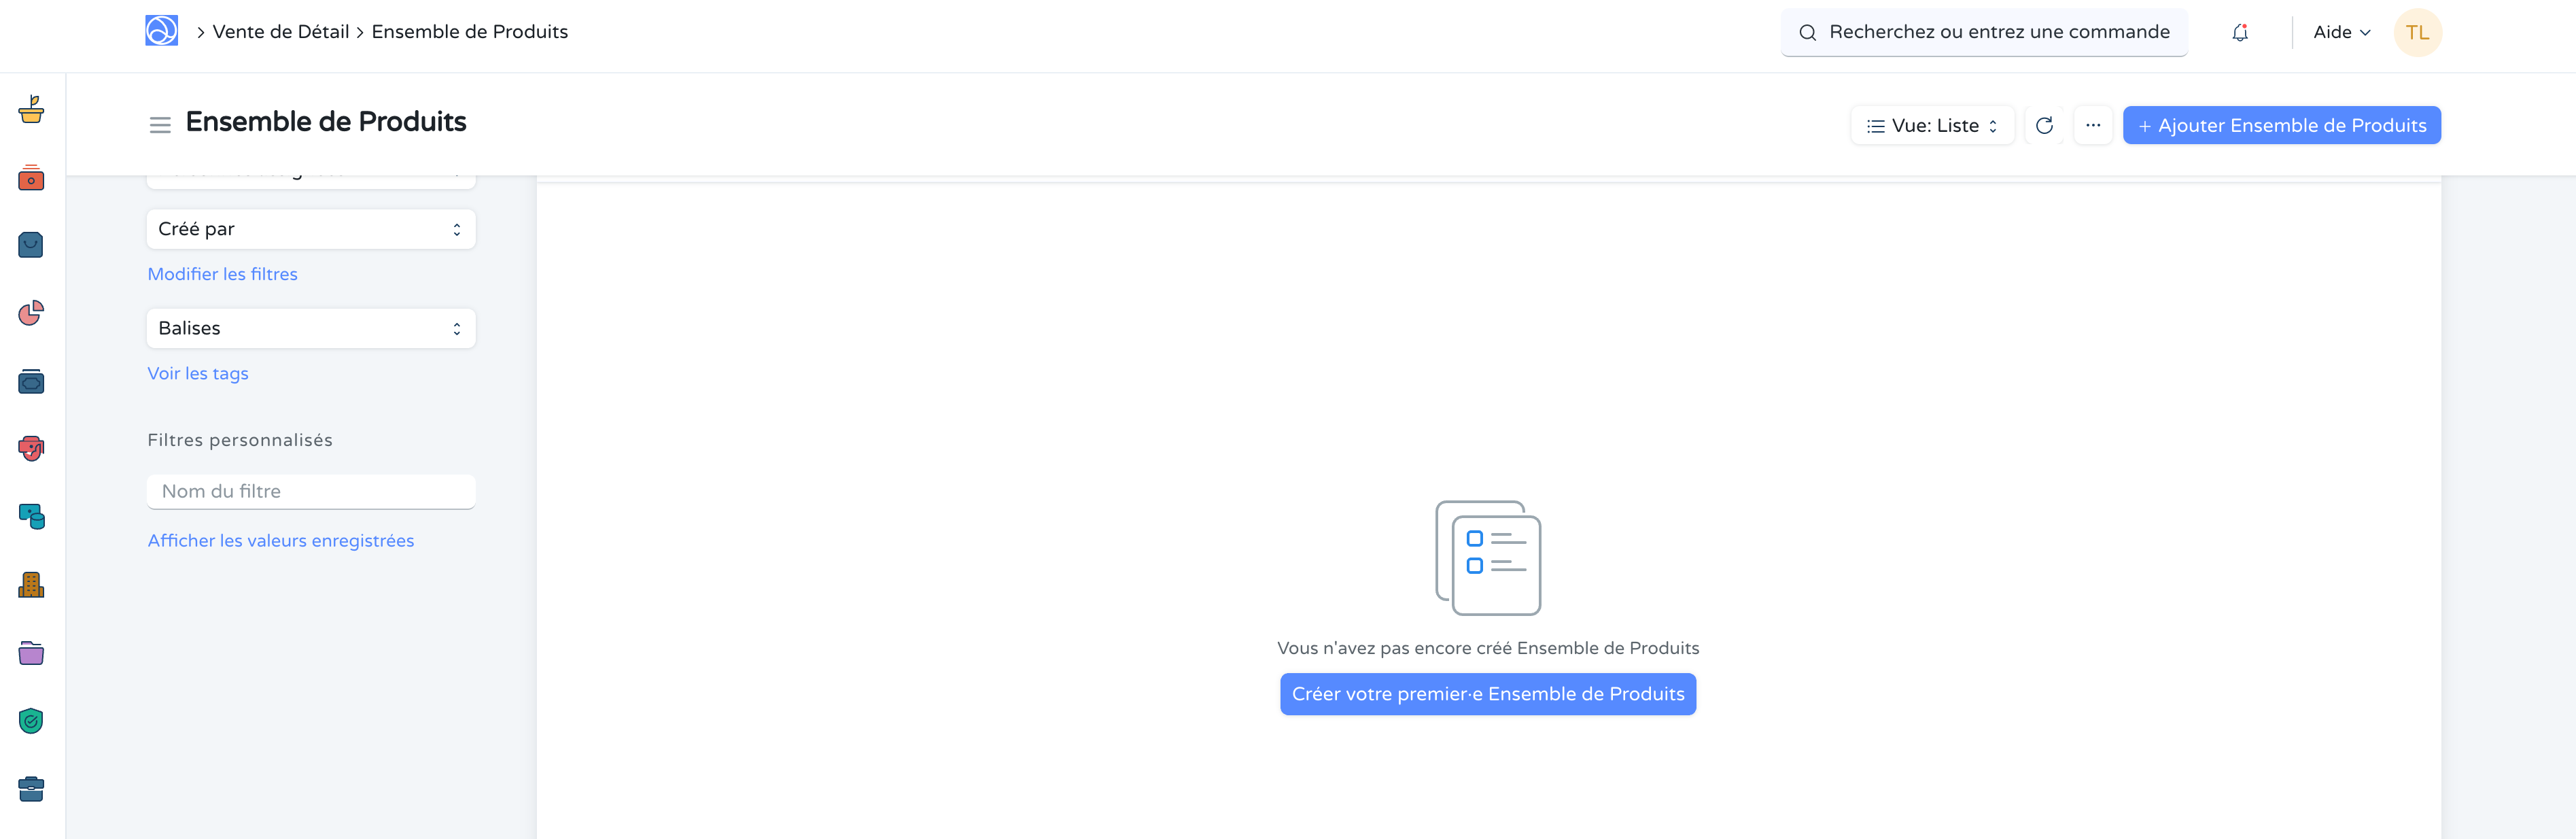 Vente de Détail
Ensemble de Produits
Recherchez ou entrez une commande
Aide
TL
Ensemble de Produits
Vue: Liste
+ Ajouter Ensemble de Produits
Créé par
Modifier les filtres
Balises
Voir les tags
Filtres personnalisés
Nom du filtre
Afficher les valeurs enregistrées
Vous n'avez pas encore créé Ensemble de Produits
Créer votre premier·e Ensemble de Produits